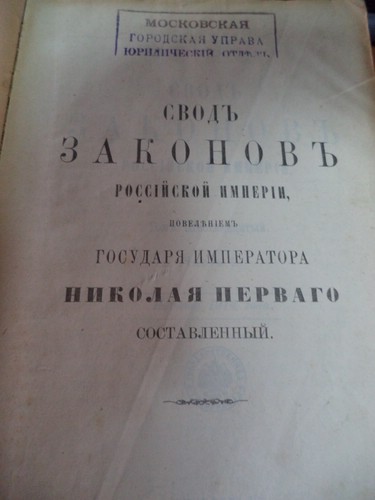 МОСКОВСКАЯ
ГОРОДСКАЯ УПРАВА
ЮРИДИЧЕСКІЙ ОТДѢЛЪ.
СВОДЪ
ЗАКОНОВЪ
РОССІЙСКОЙ ИМПЕРІИ,
ПОВЕЛѢНІЕМЪ
ГОСУДАРЯ ИМПЕРАТОРА
НИКОЛАЯ ПЕРВАГО
СОСТАВЛЕННЫЙ.